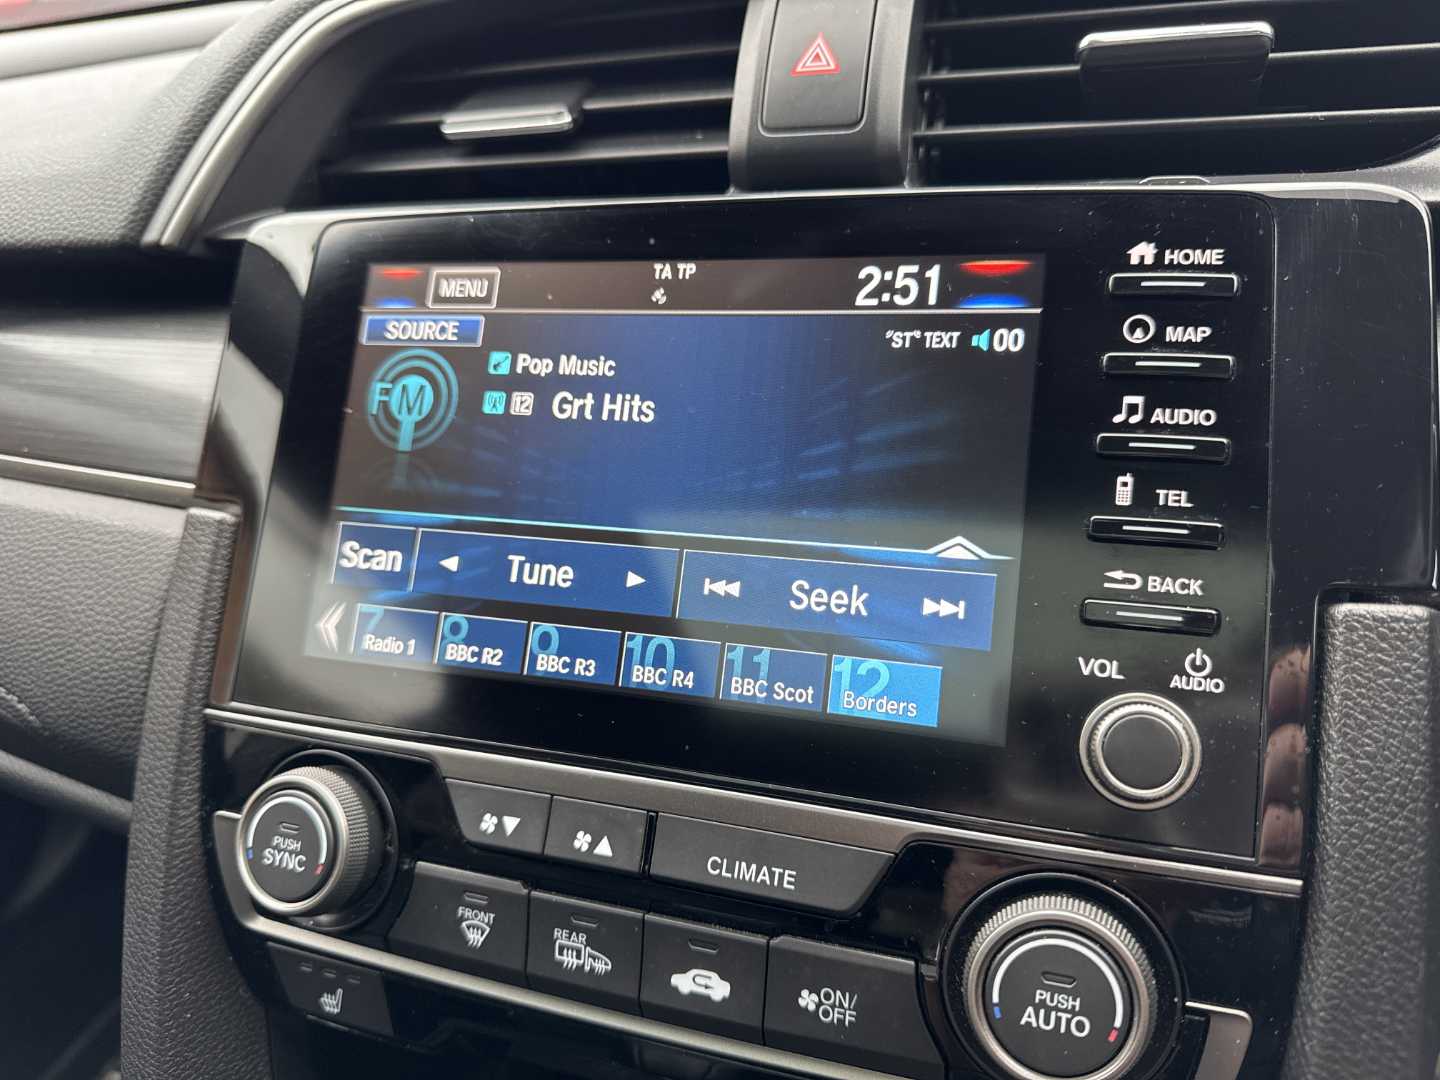 MENU
TA TP
2:51
SOURCE
"ST" TEXT
00
FM
Pop Music
12
Grt Hits
Scan
Tune
Seek
7
Radio 1
8
BBC R2
9
BBC R3
10
BBC R4
11
BBC Scot
12
Borders
HOME
MAP
AUDIO
TEL
BACK
VOL
AUDIO
PUSH
SYNC
CLIMATE
FRONT
REAR
ON/
OFF
PUSH
AUTO